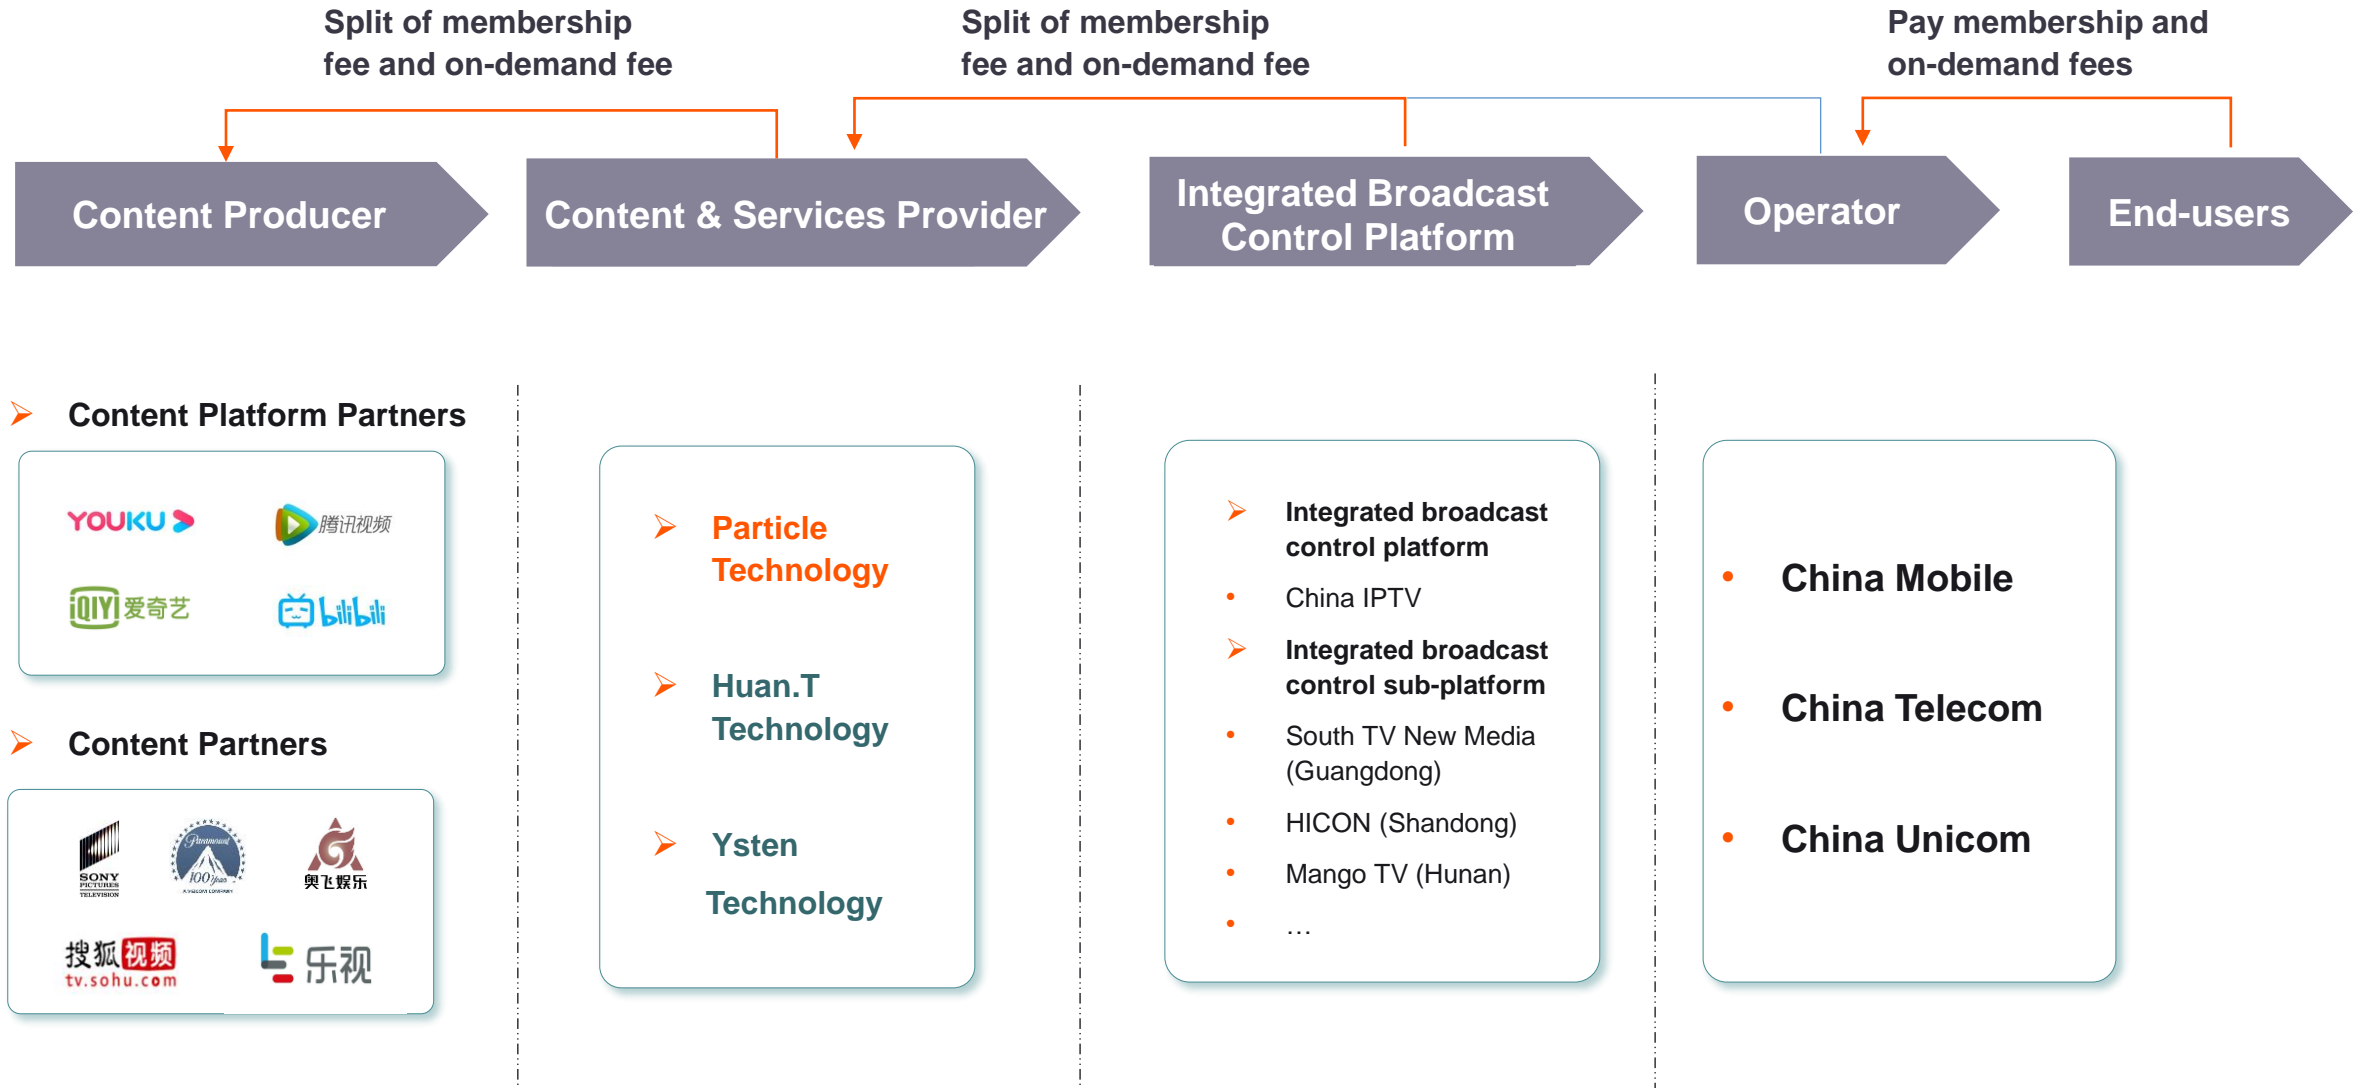 Split of membership
fee and on-demand fee
Split of membership
fee and on-demand fee
Pay membership and
on-demand fees
Content Producer
Content & Services Provider
Integrated Broadcast
Control Platform
Operator
End-users
Content Platform Partners
YOUKU
腾讯视频
iQIYI 爱奇艺
bilibili
Content Partners
SONY
PICTURES
TELEVISION
Paramount
100 Years
A VIACOM COMPANY
奥飞娱乐
搜狐视频
tv.sohu.com
乐视
Particle
Technology
Huan.T
Technology
Ysten
Technology
Integrated broadcast
control platform
China IPTV
Integrated broadcast
control sub-platform
South TV New Media
(Guangdong)
HICON (Shandong)
Mango TV (Hunan)
…
China Mobile
China Telecom
China Unicom